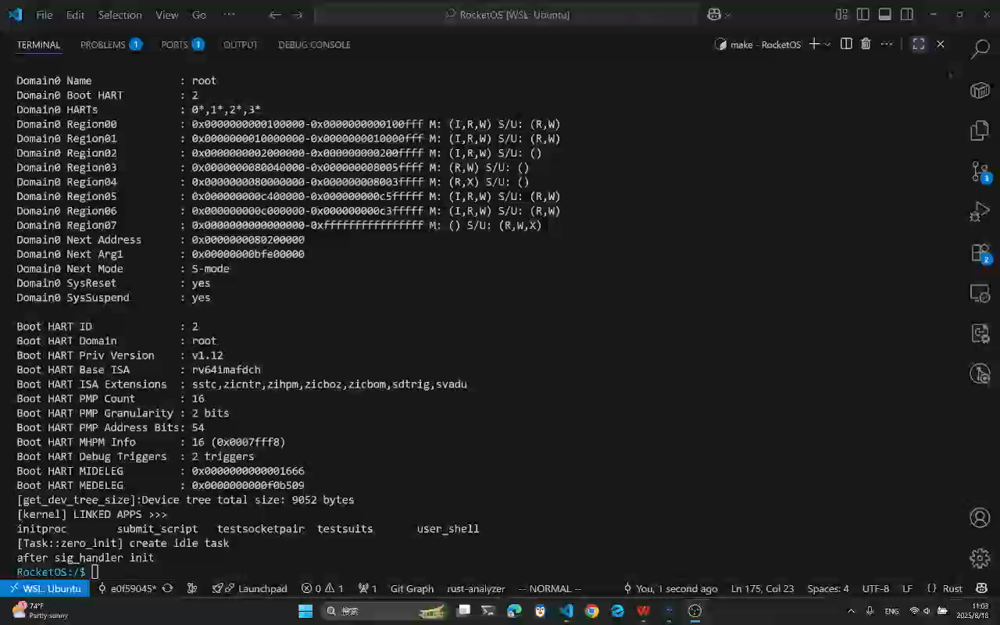 File Edit Selection View Go ··· RocketOS [WSL: Ubuntu]
TERMINAL PROBLEMS 1 PORTS 1 OUTPUT DEBUG CONSOLE make - RocketOS
Domain0 Name : root
Domain0 Boot HART : 2
Domain0 HARTs : 0*,1*,2*,3*
Domain0 Region00 : 0x0000000000100000-0x0000000000100fff M: (I,R,W) S/U: (R,W)
Domain0 Region01 : 0x0000000010000000-0x0000000010000fff M: (I,R,W) S/U: (R,W)
Domain0 Region02 : 0x0000000002000000-0x000000000200ffff M: (I,R,W) S/U: ()
Domain0 Region03 : 0x0000000080040000-0x000000008005ffff M: (R,W) S/U: ()
Domain0 Region04 : 0x0000000080000000-0x000000008003ffff M: (R,X) S/U: ()
Domain0 Region05 : 0x000000000c400000-0x000000000c5fffff M: (I,R,W) S/U: (R,W)
Domain0 Region06 : 0x000000000c000000-0x000000000c3fffff M: (I,R,W) S/U: (R,W)
Domain0 Region07 : 0x0000000000000000-0xffffffffffffffff M: () S/U: (R,W,X)
Domain0 Next Address : 0x0000000080200000
Domain0 Next Arg1 : 0x00000000bfe00000
Domain0 Next Mode : S-mode
Domain0 SysReset : yes
Domain0 SysSuspend : yes
Boot HART ID : 2
Boot HART Domain : root
Boot HART Priv Version : v1.12
Boot HART Base ISA : rv64imafdch
Boot HART ISA Extensions : sstc,zicntr,zihpm,zicboz,zicbom,sdtrig,svadu
Boot HART PMP Count : 16
Boot HART PMP Granularity : 2 bits
Boot HART PMP Address Bits: 54
Boot HART MHPM Info : 16 (0x0007fff8)
Boot HART Debug Triggers : 2 triggers
Boot HART MIDELEG : 0x0000000000001666
Boot HART MEDELEG : 0x0000000000f0b509
[get_dev_tree_size]:Device tree total size: 9052 bytes
[kernel] LINKED APPS >>>
initproc submit_script testsocketpair testsuits user_shell
[Task::zero_init] create idle task
after sig_handler init
RocketOS:/$
3
2
WSL: Ubuntu e0f59045* Launchpad 0 1 1 Git Graph rust-analyzer -- NORMAL -- You, 1 second ago Ln 175, Col 23 Spaces: 4 UTF-8 LF {} Rust
1 74°F Partly sunny 搜索 ENG 11:03
2025/8/18